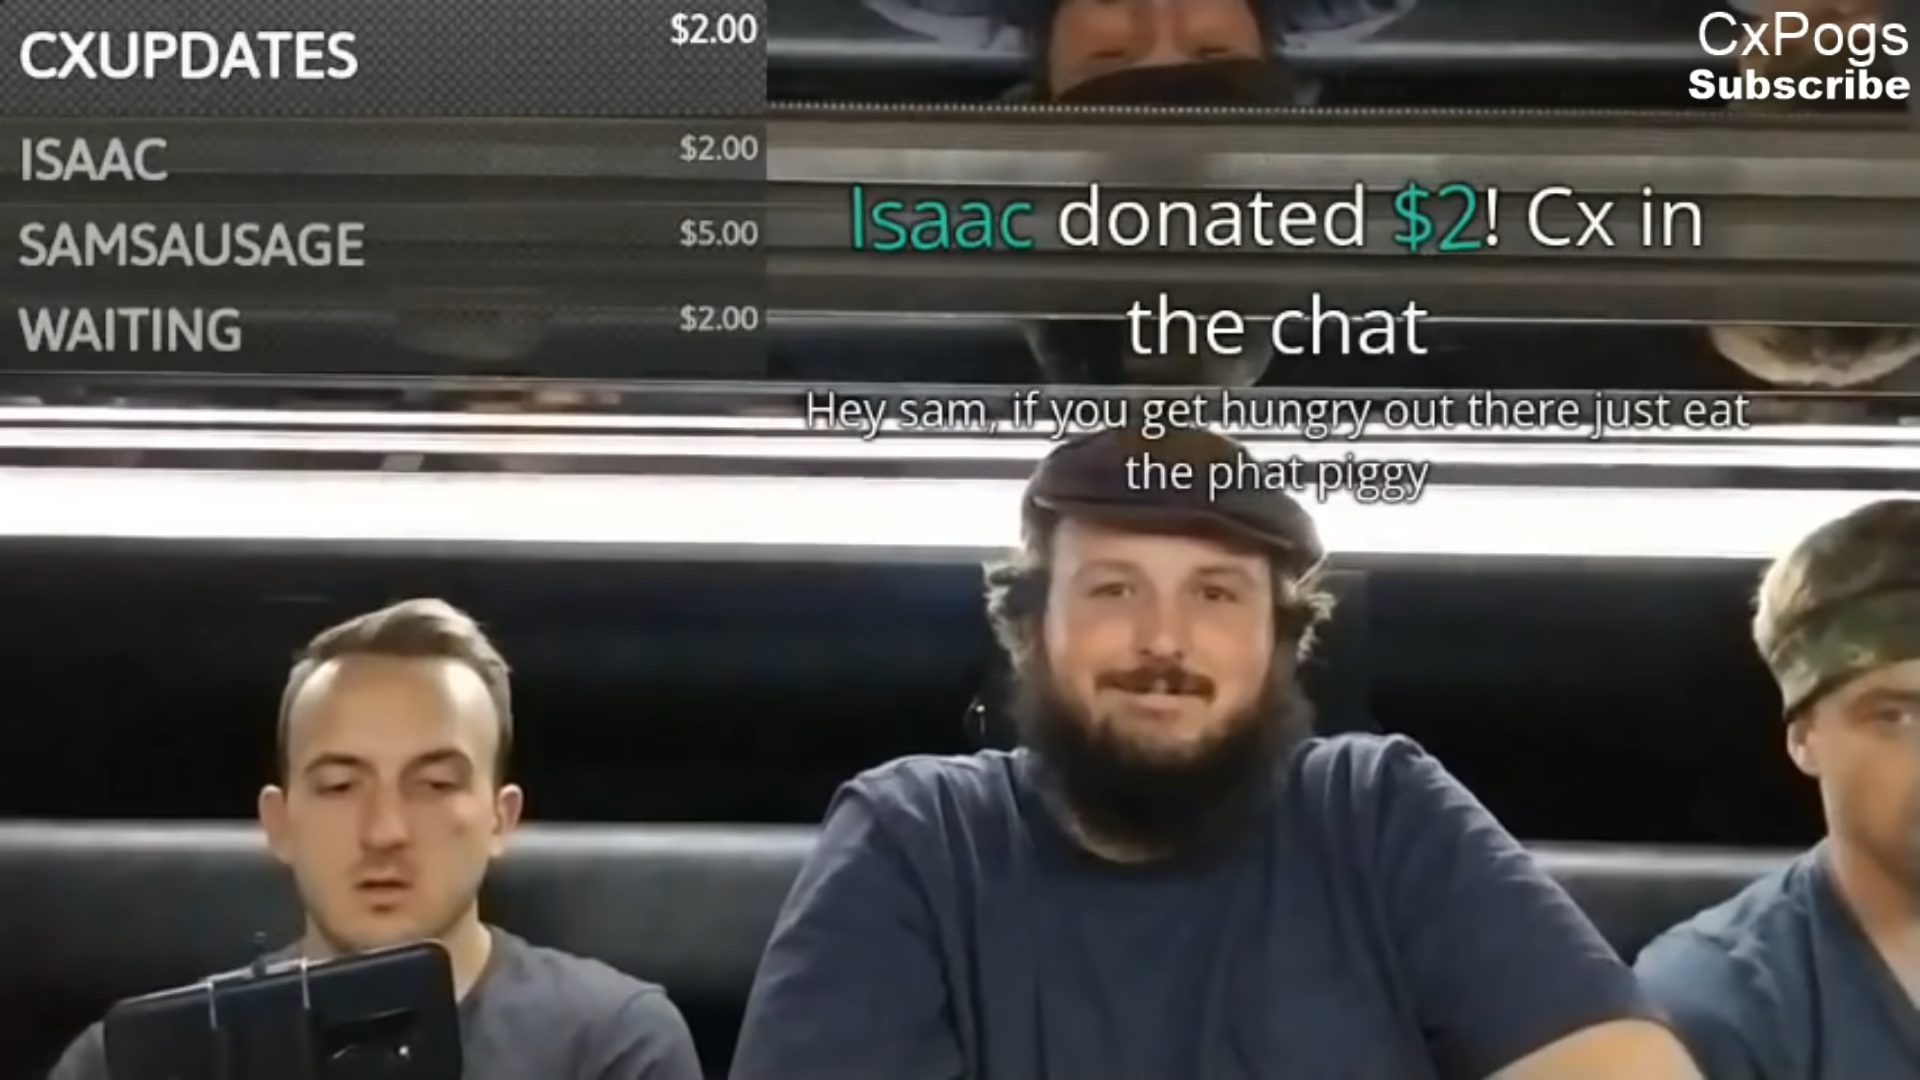 CXUPDATES $2.00
ISAAC $2.00
SAMSAUSAGE $5.00
WAITING $2.00
CxPogs
Subscribe
Isaac donated $2! Cx in
the chat
Hey sam, if you get hungry out there just eat
the phat piggy